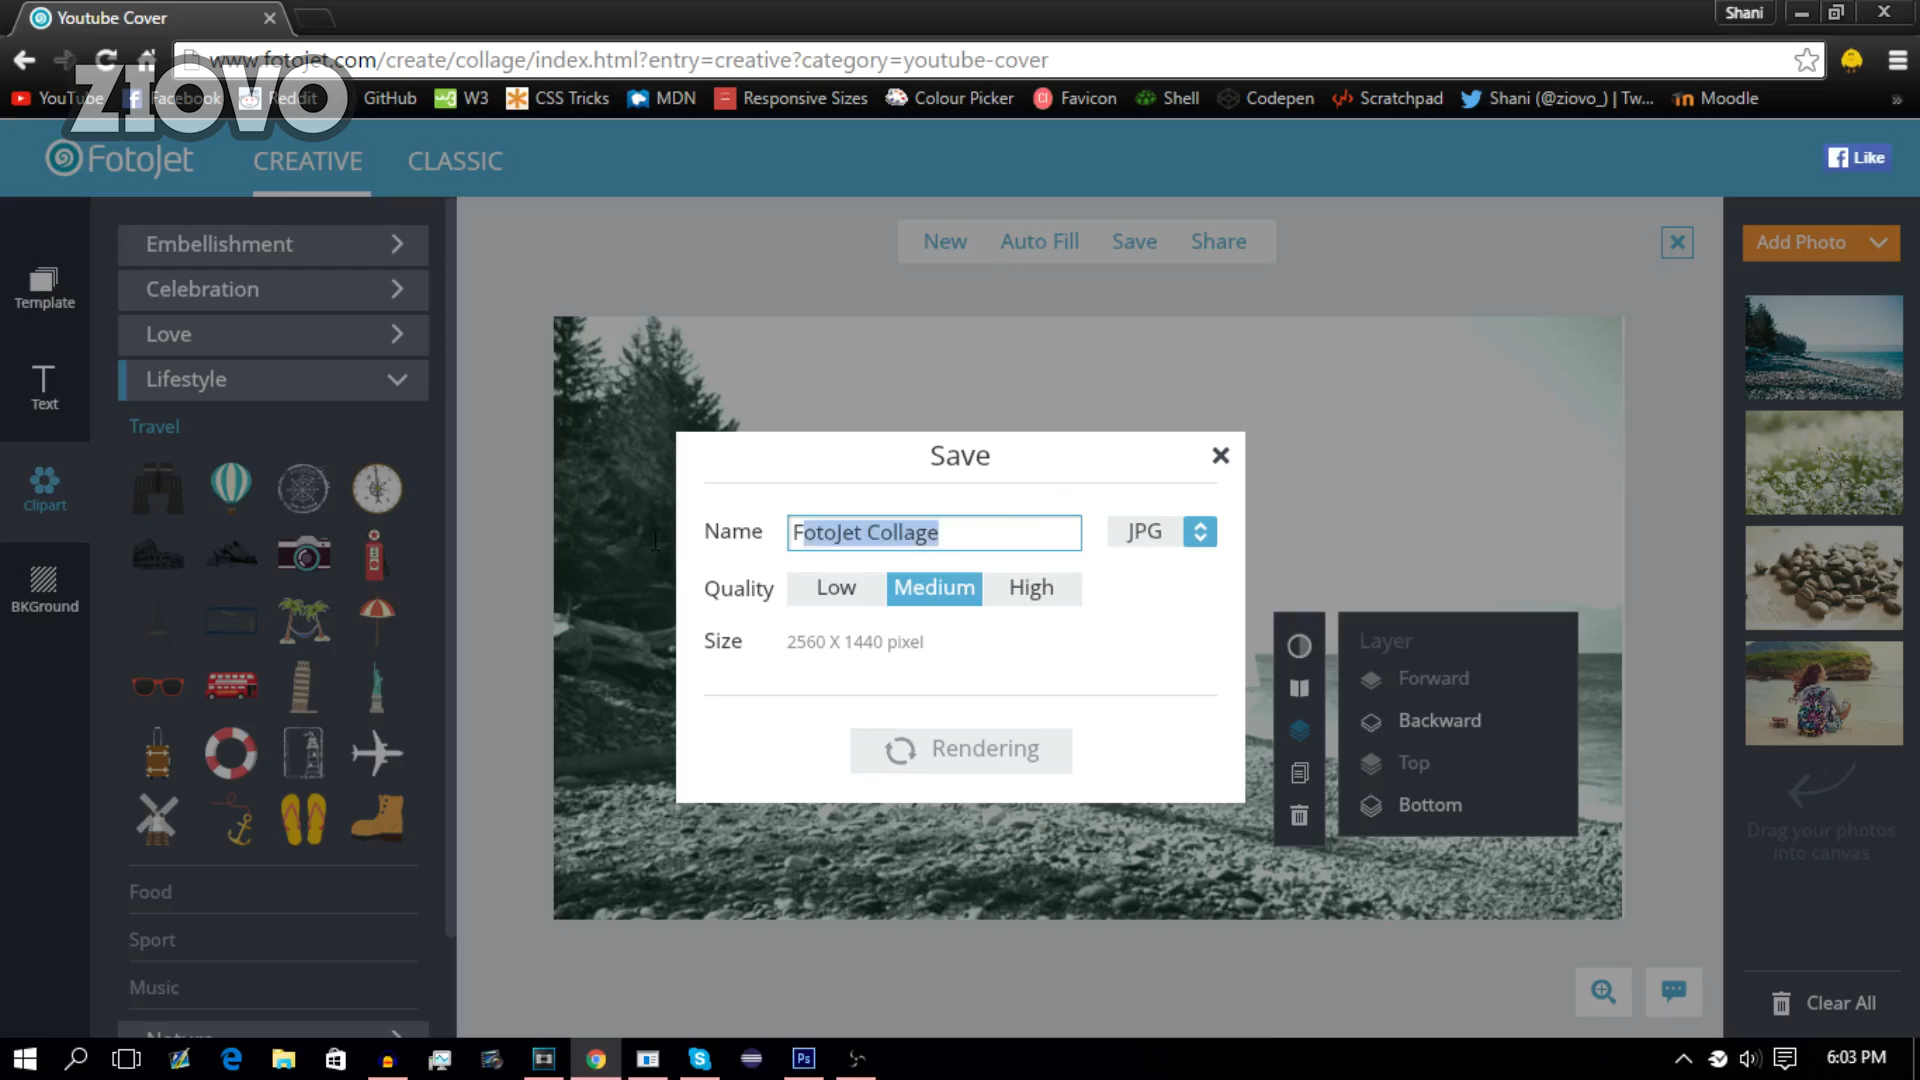 Youtube Cover
Shani
www.fotojet.com/create/collage/index.html?entry=creative?category=youtube-cover
ZIOVO
YouTube Facebook Reddit GitHub W3 CSS Tricks MDN Responsive Sizes Colour Picker Favicon Shell Codepen Scratchpad Shani (@ziovo_) | Tw... Moodle »
FotoJet CREATIVE CLASSIC
Like
Embellishment
Celebration
Love
Lifestyle
Travel
Food
Sport
Music
Template
Text
Clipart
BKGround
New Auto Fill Save Share
Add Photo
Save
Name FotoJet Collage JPG
Quality Low Medium High
Size 2560 X 1440 pixel
Rendering
Layer
Forward
Backward
Top
Bottom
Drag your photos
into canvas
Clear All
Ps
6:03 PM